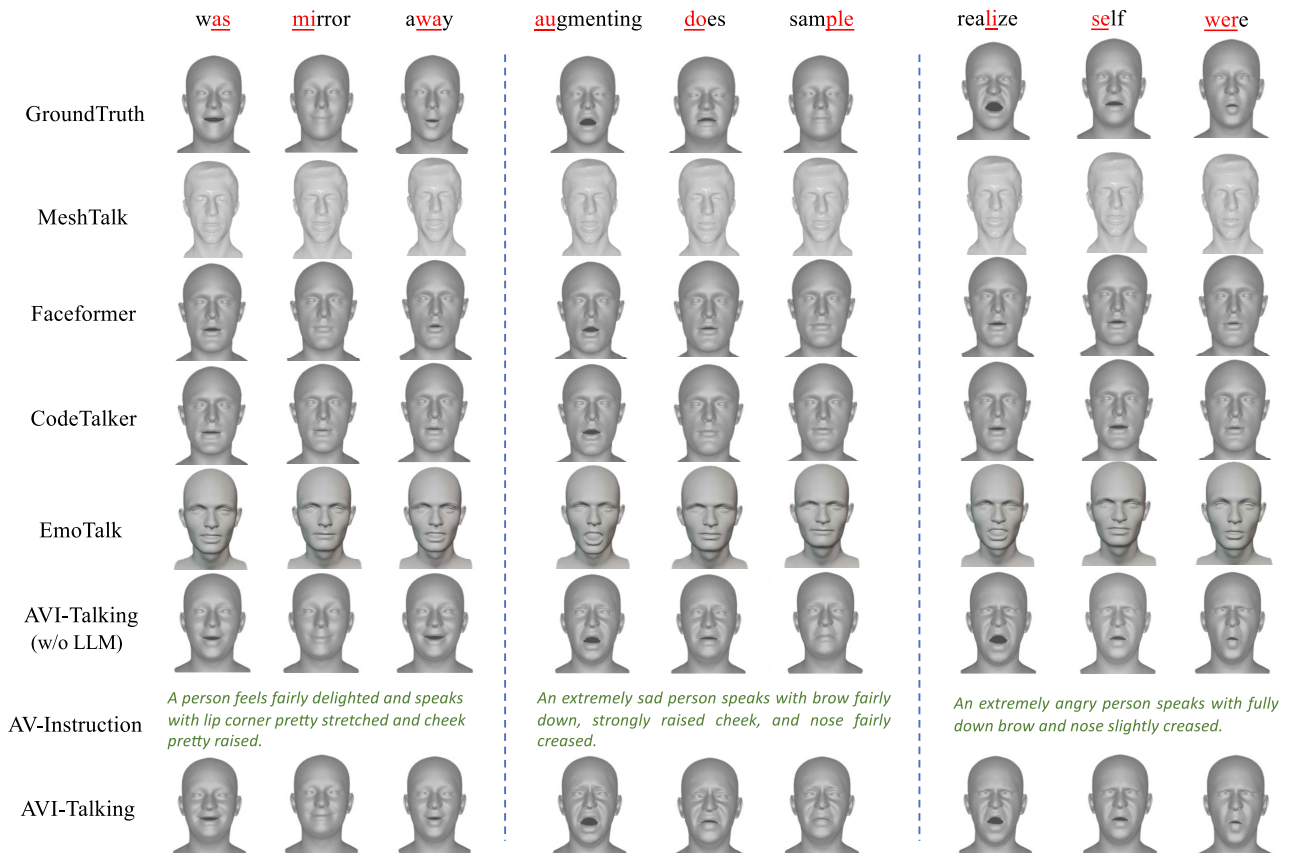 was mirror away augmenting does sample realize self were
GroundTruth
MeshTalk
Faceformer
CodeTalker
EmoTalk
AVI-Talking
(w/o LLM)
AV-Instruction
A person feels fairly delighted and speaks
with lip corner pretty stretched and cheek
pretty raised.
An extremely sad person speaks with brow fairly
down, strongly raised cheek, and nose fairly
creased.
An extremely angry person speaks with fully
down brow and nose slightly creased.
AVI-Talking